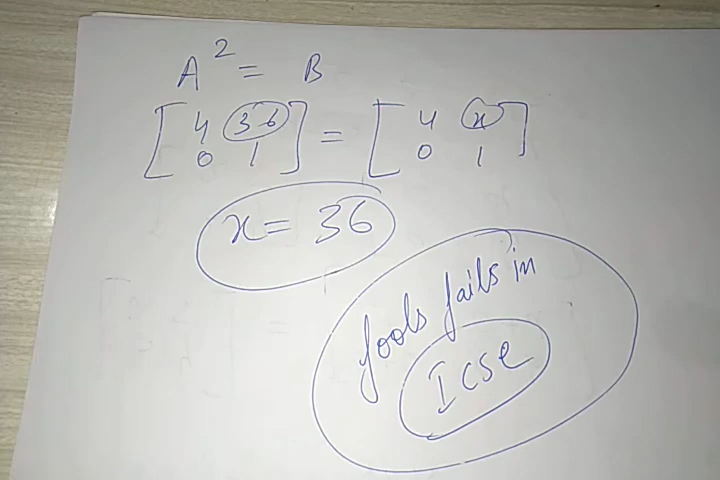 A² = B
[4 36] = [4 x]
[0 1] [0 1]
x = 36
fools fails in
Icse